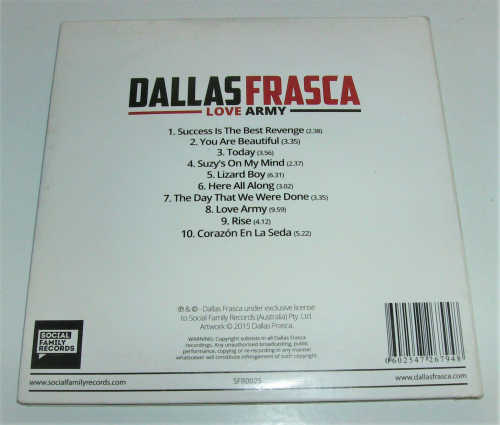 DALLAS FRASCA
LOVE ARMY
1. Success Is The Best Revenge (2.38)
2. You Are Beautiful (3.35)
3. Today (3.56)
4. Suzy's On My Mind (2.37)
5. Lizard Boy (6.31)
6. Here All Along (3.02)
7. The Day That We Were Done (3.35)
8. Love Army (9.59)
9. Rise (4.12)
10. Corazón En La Seda (5.22)
℗ & © - Dallas Frasca under exclusive license
to Social Family Records (Australia) Pty. Ltd.
Artwork © 2015 Dallas Frasca.
WARNING: Copyright subsists in all Dallas Frasca
recordings. Any unauthorised broadcasting, public
performance, copying or re-recording in any manner
whatsoever will constitute infringement of such copyright.
SOCIAL
FAMILY
RECORDS
0602547267948
www.socialfamilyrecords.com
SFR0025
www.dallasfrasca.com